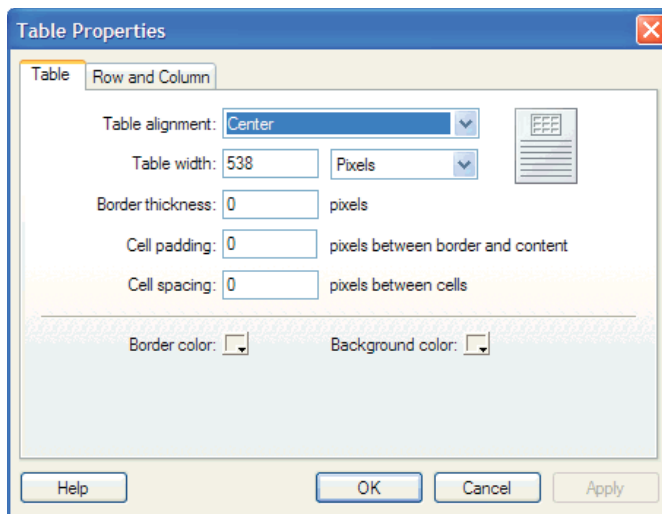 Table Properties
Table Row and Column
Table alignment: Center
Table width: 538 Pixels
Border thickness: 0 pixels
Cell padding: 0 pixels between border and content
Cell spacing: 0 pixels between cells
Border color: Background color:
Help OK Cancel Apply